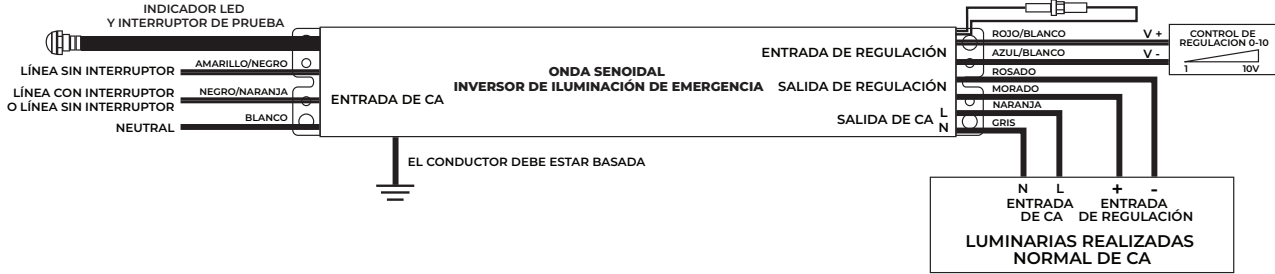 INDICADOR LED
Y INTERRUPTOR DE PRUEBA
LÍNEA SIN INTERRUPTOR
AMARILLO/NEGRO
LÍNEA CON INTERRUPTOR
O LÍNEA SIN INTERRUPTOR
NEGRO/NARANJA
NEUTRAL
BLANCO
ENTRADA DE CA
ONDA SENOIDAL
INVERSOR DE ILUMINACIÓN DE EMERGENCIA
EL CONDUCTOR DEBE ESTAR BASADA
ENTRADA DE REGULACIÓN
SALIDA DE REGULACIÓN
SALIDA DE CA
L
N
ROJO/BLANCO
V +
AZUL/BLANCO
V -
ROSADO
MORADO
NARANJA
GRIS
CONTROL DE
REGULACIÓN 0-10
1 10V
N L + -
ENTRADA
DE CA
ENTRADA
DE REGULACIÓN
LUMINARIAS REALIZADAS
NORMAL DE CA